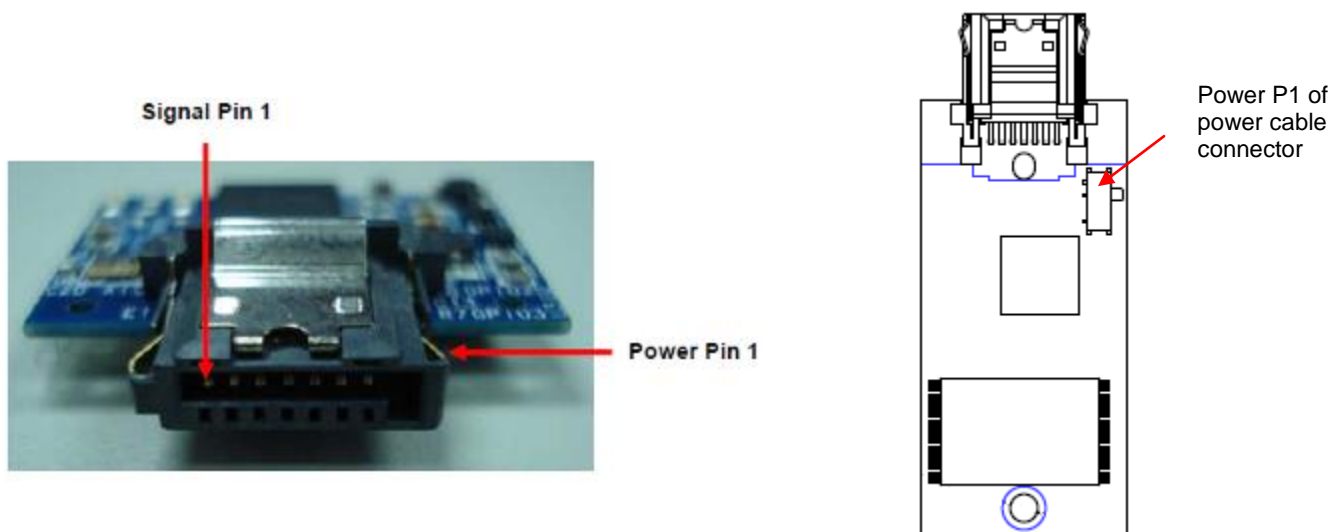 Signal Pin 1
Power Pin 1
Power P1 of
power cable
connector